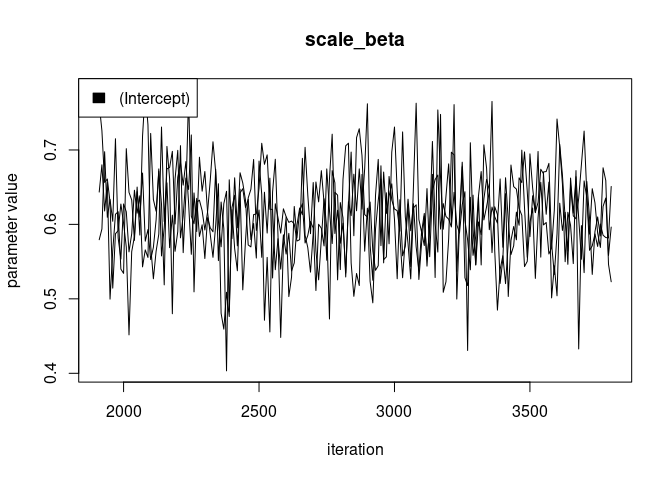 scale_beta
(Intercept)
parameter value
0.7
0.6
0.5
0.4
2000 2500 3000 3500
iteration